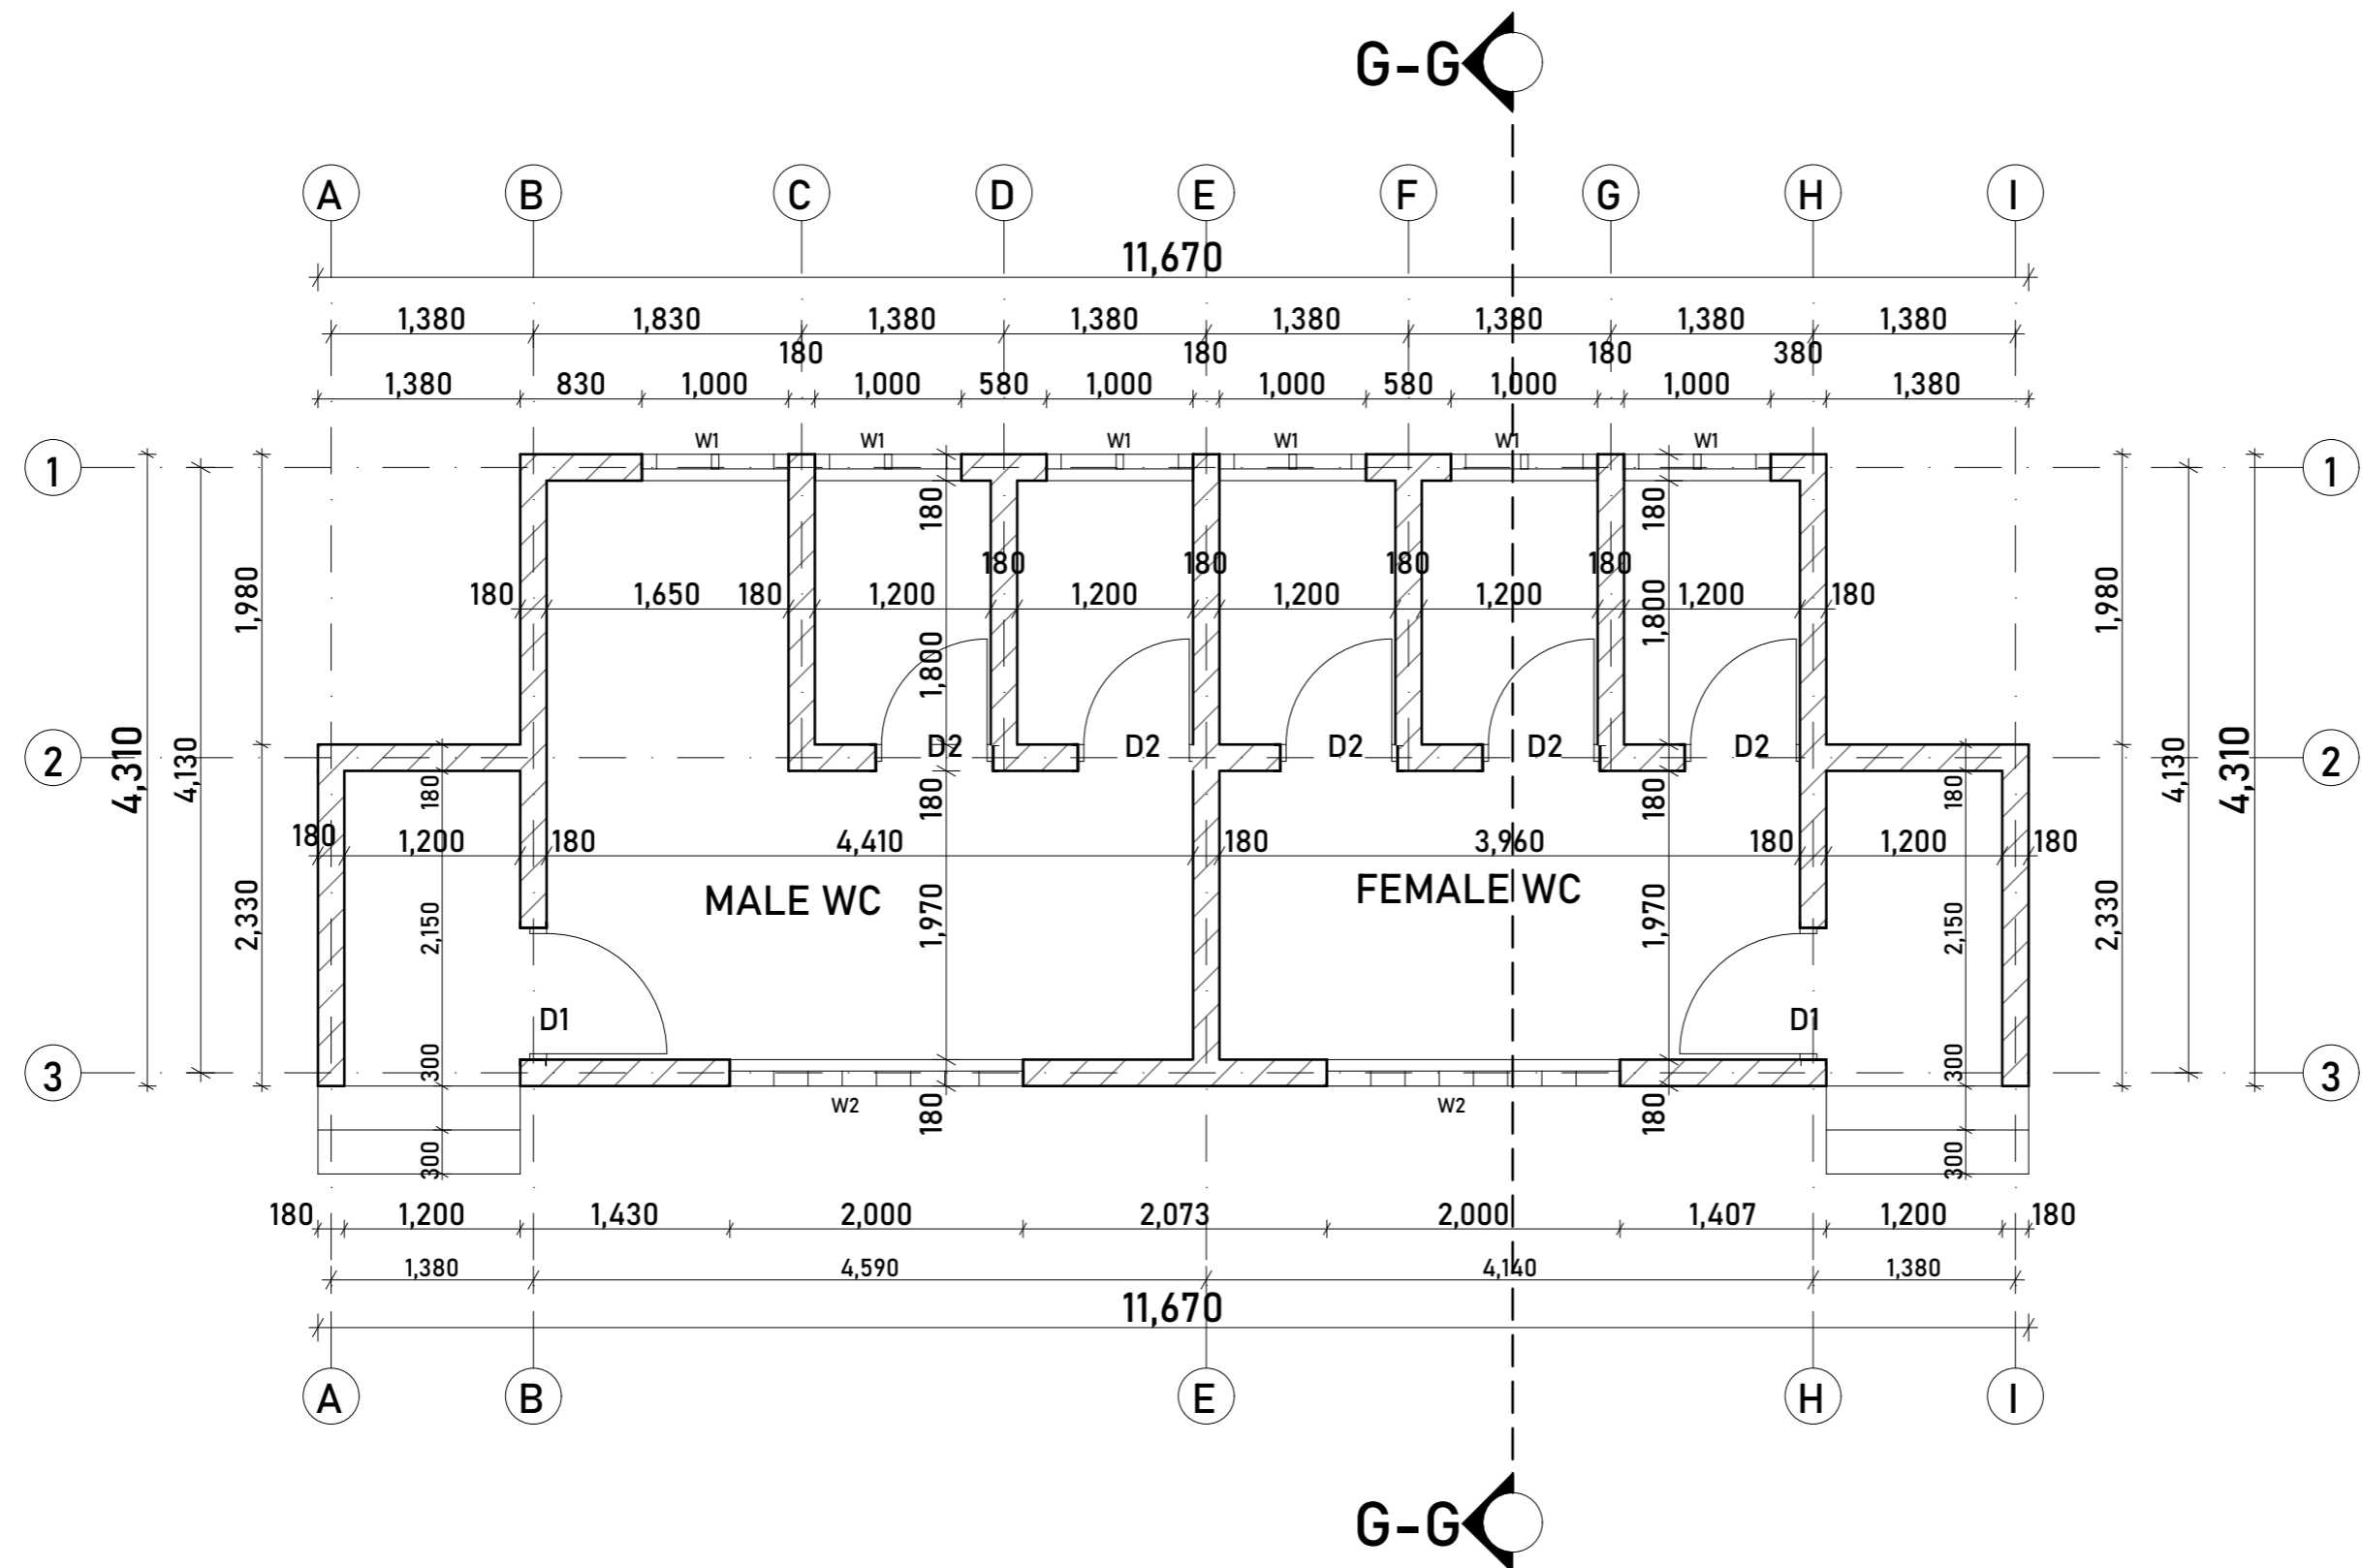 G-G
A B C D E F G H I
11,670
1,380 1,830 1,380 1,380 1,380 1,380 1,380 1,380
180 180 180 380
1,380 830 1,000 1,000 580 1,000 1,000 580 1,000 1,000 1,380
W1 W1 W1 W1 W1 W1
1 1
180 180
180 180 180 180
1,980 1,980
180 1,650 180 1,200 1,200 1,200 1,200 1,200 180
1,800 1,800
D2 D2 D2 D2 D2
2 2
4,310 4,130 4,130 4,310
180 180 180 180
180 1,200 180 4,410 180 3,960 180 1,200 180
MALE WC FEMALE WC
2,330 2,150 1,970 1,970 2,150 2,330
D1 D1
3 300 300 3
W2 180 W2 180
300 300
180 1,200 1,430 2,000 2,073 2,000 1,407 1,200 180
1,380 4,590 4,140 1,380
11,670
A B E H I
G-G